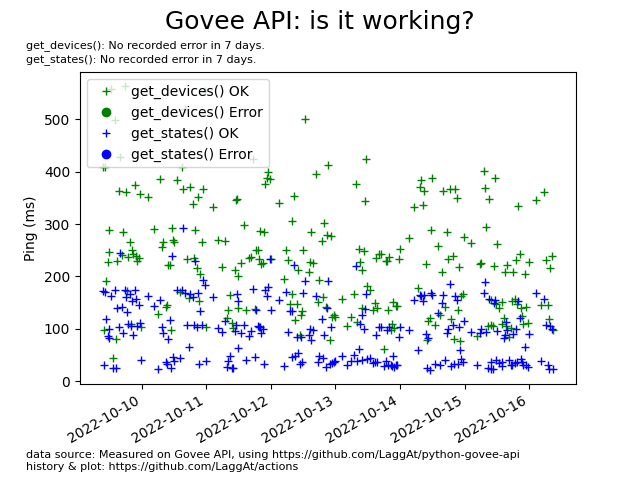 Govee API: is it working?
get_devices(): No recorded error in 7 days.
get_states(): No recorded error in 7 days.
get_devices() OK
get_devices() Error
get_states() OK
get_states() Error
Ping (ms)
500
400
300
200
100
0
2022-10-10
2022-10-11
2022-10-12
2022-10-13
2022-10-14
2022-10-15
2022-10-16
data source: Measured on Govee API, using https://github.com/LaggAt/python-govee-api
history & plot: https://github.com/LaggAt/actions